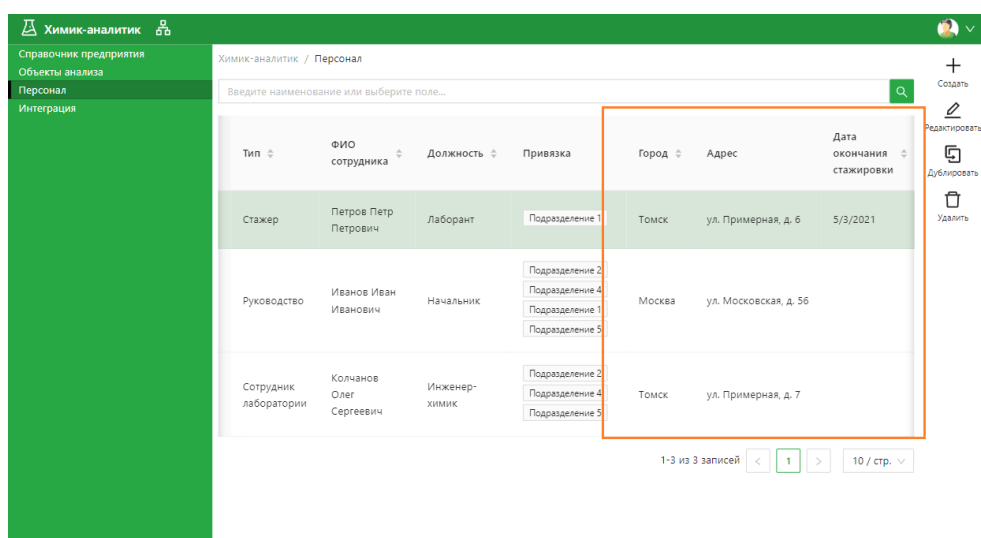 Химик-аналитик
Справочник предприятия
Объекты анализа
Персонал
Интеграция
Химик-аналитик / Персонал
Введите наименование или выберите поле...
Создать
Редактировать
Дублировать
Удалить
Тип
ФИО
сотрудника
Должность
Привязка
Город
Адрес
Дата
окончания
стажировки
Стажер
Петров Петр
Петрович
Лаборант
Подразделение 1
Томск
ул. Примерная, д. 6
5/3/2021
Руководство
Иванов Иван
Иванович
Начальник
Подразделение 2
Подразделение 4
Подразделение 1
Подразделение 5
Москва
ул. Московская, д. 56
Сотрудник
лаборатории
Колчанов
Олег
Сергеевич
Инженер-
химик
Подразделение 2
Подразделение 4
Подразделение 5
Томск
ул. Примерная, д. 7
1-3 из 3 записей < 1 > 10 / стр.